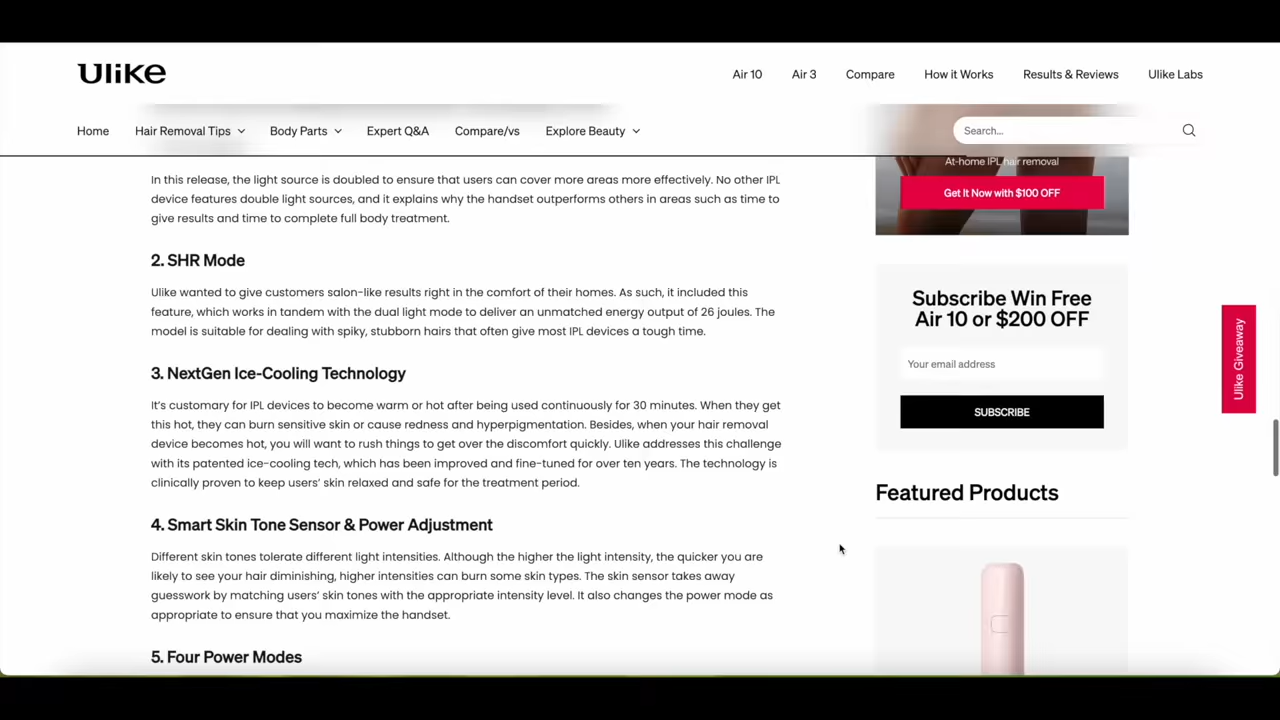 Ulike
Air 10
Air 3
Compare
How it Works
Results & Reviews
Ulike Labs
Home
Hair Removal Tips
Body Parts
Expert Q&A
Compare/vs
Explore Beauty
Search...
In this release, the light source is doubled to ensure that users can cover more areas more effectively. No other IPL
device features double light sources, and it explains why the handset outperforms others in areas such as time to
give results and time to complete full body treatment.
2. SHR Mode
Ulike wanted to give customers salon-like results right in the comfort of their homes. As such, it included this
feature, which works in tandem with the dual light mode to deliver an unmatched energy output of 26 joules. The
model is suitable for dealing with spiky, stubborn hairs that often give most IPL devices a tough time.
3. NextGen Ice-Cooling Technology
It's customary for IPL devices to become warm or hot after being used continuously for 30 minutes. When they get
this hot, they can burn sensitive skin or cause redness and hyperpigmentation. Besides, when your hair removal
device becomes hot, you will want to rush things to get over the discomfort quickly. Ulike addresses this challenge
with its patented ice-cooling tech, which has been improved and fine-tuned for over ten years. The technology is
clinically proven to keep users' skin relaxed and safe for the treatment period.
4. Smart Skin Tone Sensor & Power Adjustment
Different skin tones tolerate different light intensities. Although the higher the light intensity, the quicker you are
likely to see your hair diminishing, higher intensities can burn some skin types. The skin sensor takes away
guesswork by matching users' skin tones with the appropriate intensity level. It also changes the power mode as
appropriate to ensure that you maximize the handset.
5. Four Power Modes
At-home IPL hair removal
Get It Now with $100 OFF
Subscribe Win Free
Air 10 or $200 OFF
Your email address
SUBSCRIBE
Featured Products
Ulike Giveaway